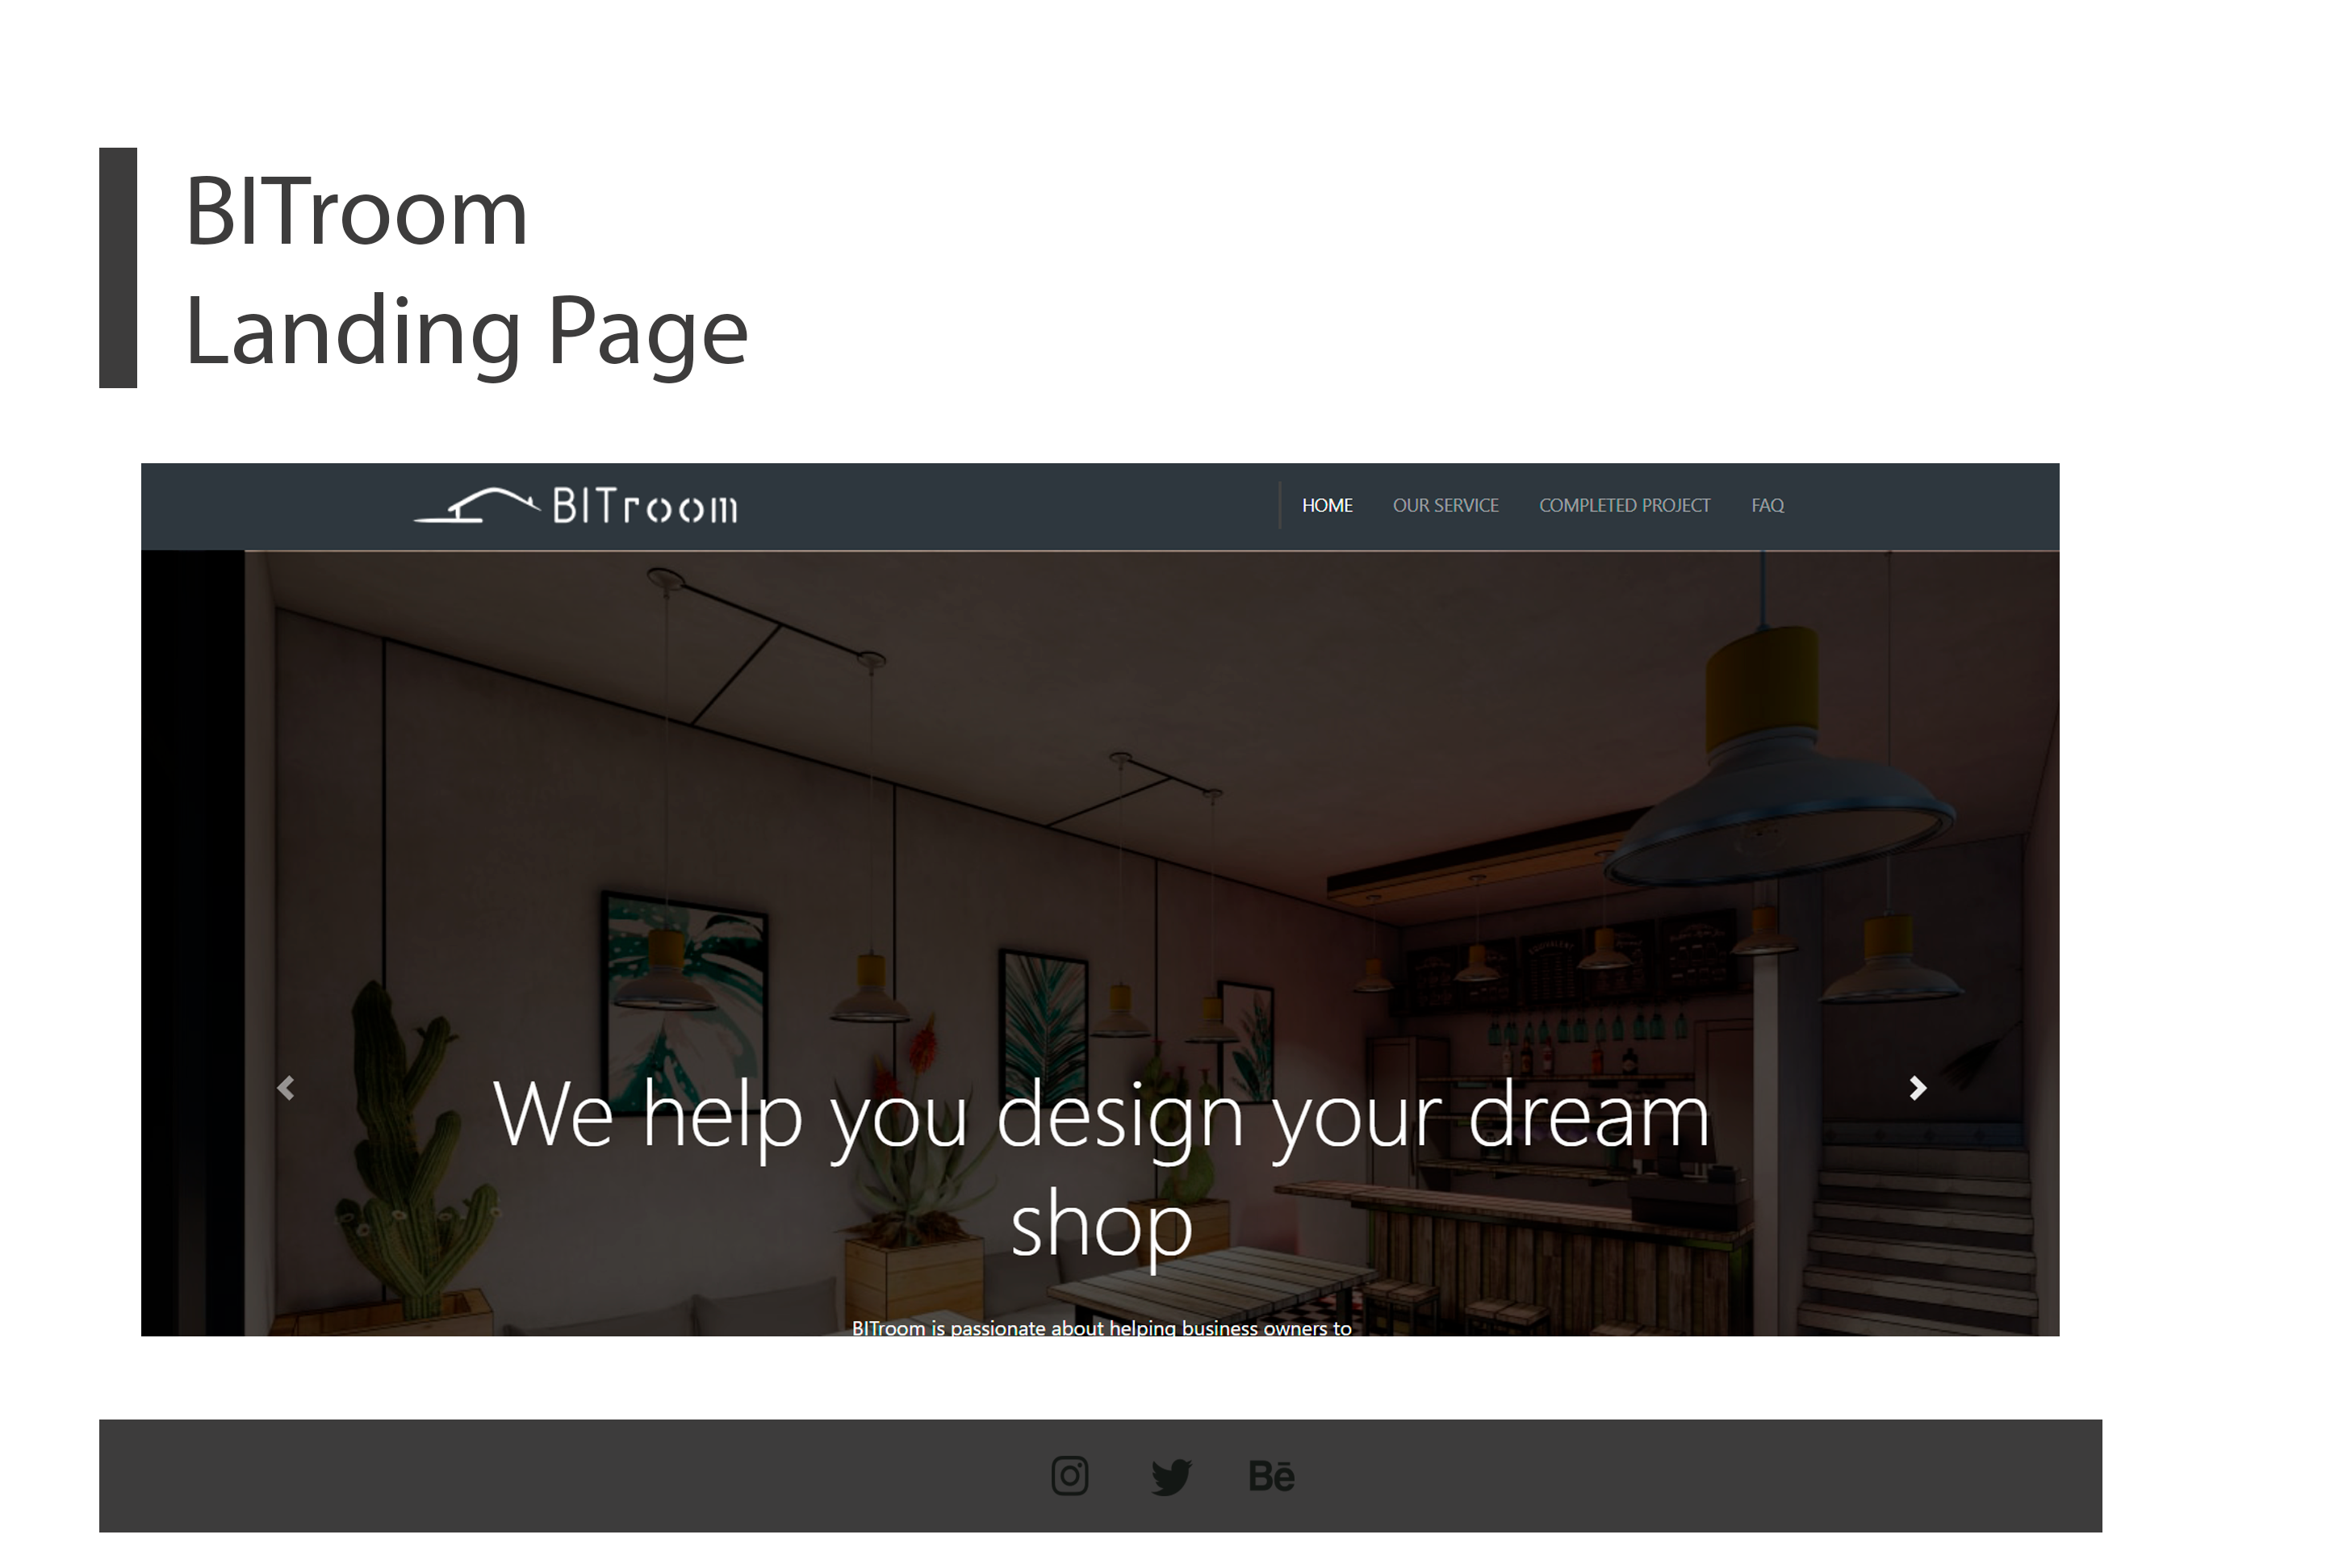 BITroom
Landing Page
BITroom
HOME OUR SERVICE COMPLETED PROJECT FAQ
We help you design your dream
shop
BITroom is passionate about helping business owners to
Bē